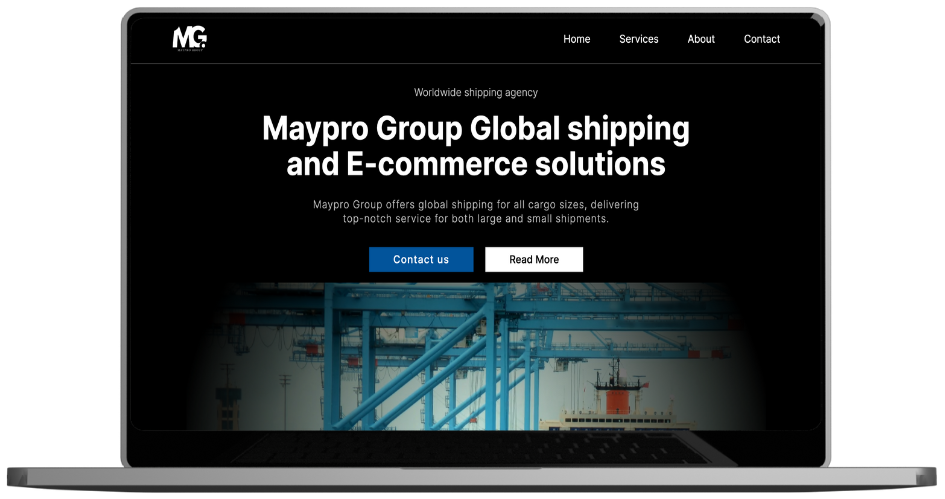 MG.
MAYPRO GROUP
Home Services About Contact
Worldwide shipping agency
Maypro Group Global shipping
and E-commerce solutions
Maypro Group offers global shipping for all cargo sizes, delivering
top-notch service for both large and small shipments.
Contact us Read More